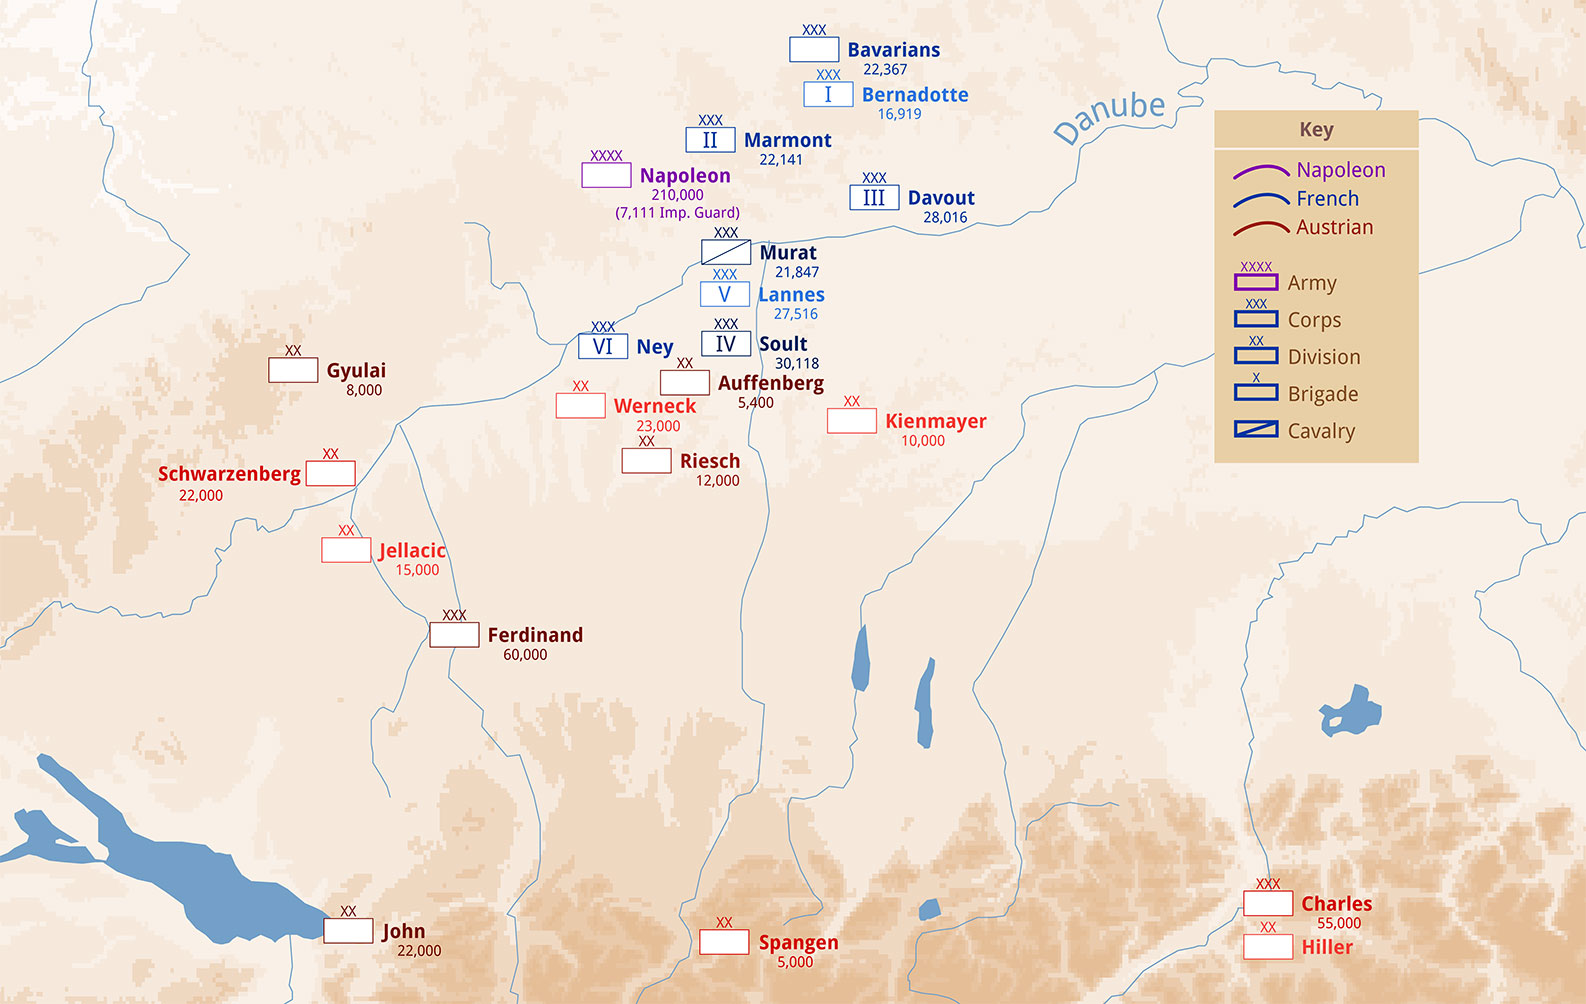 XXX
Bavarians
22,367
XXX
I
Bernadotte
16,919
Danube
XXX
II
Marmont
22,141
XXXX
Napoleon
210,000
(7,111 Imp. Guard)
XXX
III
Davout
28,016
XXX
Murat
21,847
XXX
V
Lannes
27,516
XXX
VI
Ney
XXX
IV
Soult
30,118
XX
Gyulai
8,000
XX
Auffenberg
5,400
XX
Werneck
23,000
XX
Kienmayer
10,000
XX
Riesch
12,000
XX
Schwarzenberg
22,000
XX
Jellacic
15,000
XXX
Ferdinand
60,000
XX
John
22,000
XX
Spangen
5,000
XXX
Charles
55,000
XX
Hiller
Key
Napoleon
French
Austrian
XXXX
Army
XXX
Corps
XX
Division
X
Brigade
Cavalry